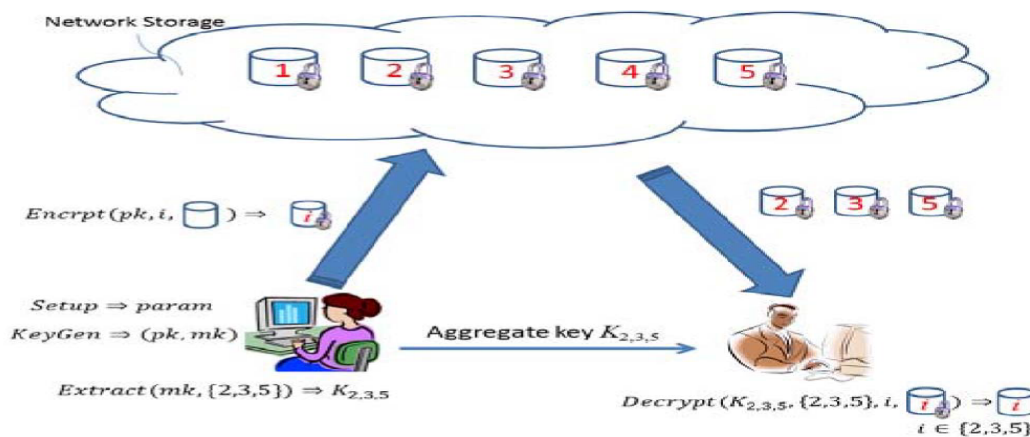 Network Storage
1 2 3 4 5
Encrpt(pk, i, ) ⇒ i
2 3 5
Setup ⇒ param
KeyGen ⇒ (pk, mk)
Aggregate key K₂,₃,₅
Extract(mk, {2,3,5}) ⇒ K₂,₃,₅
Decrypt(K₂,₃,₅, {2,3,5}, i, i) ⇒ i
i ∈ {2,3,5}